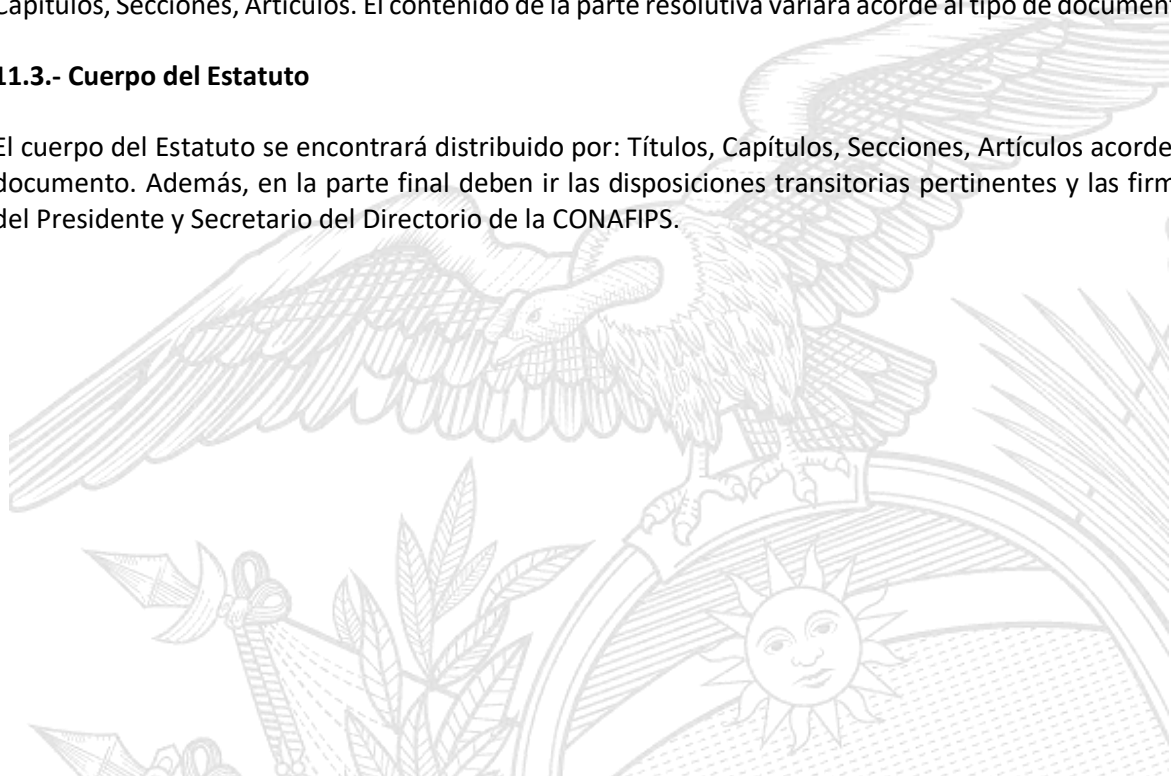 Capítulos, Secciones, Artículos. El contenido de la parte resolutiva variará acorde al tipo de document
11.3.- Cuerpo del Estatuto
El cuerpo del Estatuto se encontrará distribuido por: Títulos, Capítulos, Secciones, Artículos acorde
documento. Además, en la parte final deben ir las disposiciones transitorias pertinentes y las firm
del Presidente y Secretario del Directorio de la CONAFIPS.